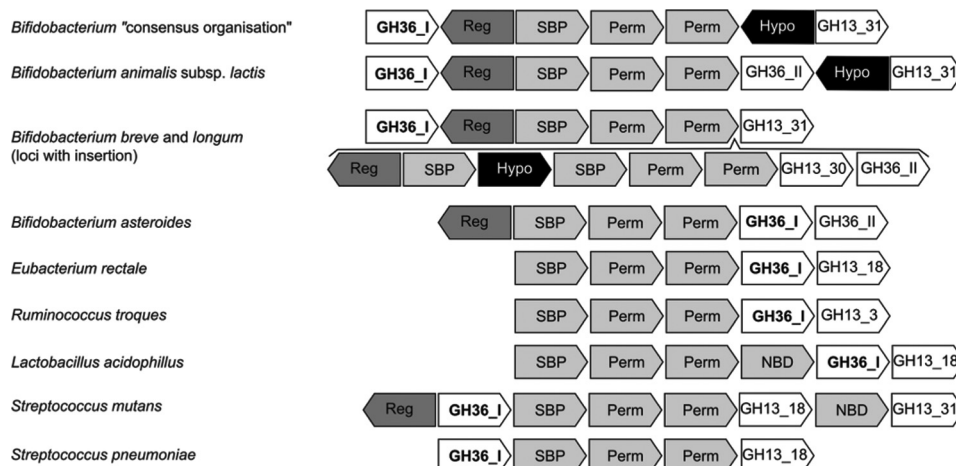 Bifidobacterium "consensus organisation" GH36_I Reg SBP Perm Perm Hypo GH13_31
Bifidobacterium animalis subsp. lactis GH36_I Reg SBP Perm Perm GH36_II Hypo GH13_31
Bifidobacterium breve and longum GH36_I Reg SBP Perm Perm GH13_31
(loci with insertion)
Reg SBP Hypo SBP Perm Perm GH13_30 GH36_II
Bifidobacterium asteroides Reg SBP Perm Perm GH36_I GH36_II
Eubacterium rectale SBP Perm Perm GH36_I GH13_18
Ruminococcus troques SBP Perm Perm GH36_I GH13_3
Lactobacillus acidophillus SBP Perm Perm NBD GH36_I GH13_18
Streptococcus mutans Reg GH36_I SBP Perm Perm GH13_18 NBD GH13_31
Streptococcus pneumoniae GH36_I SBP Perm Perm GH13_18